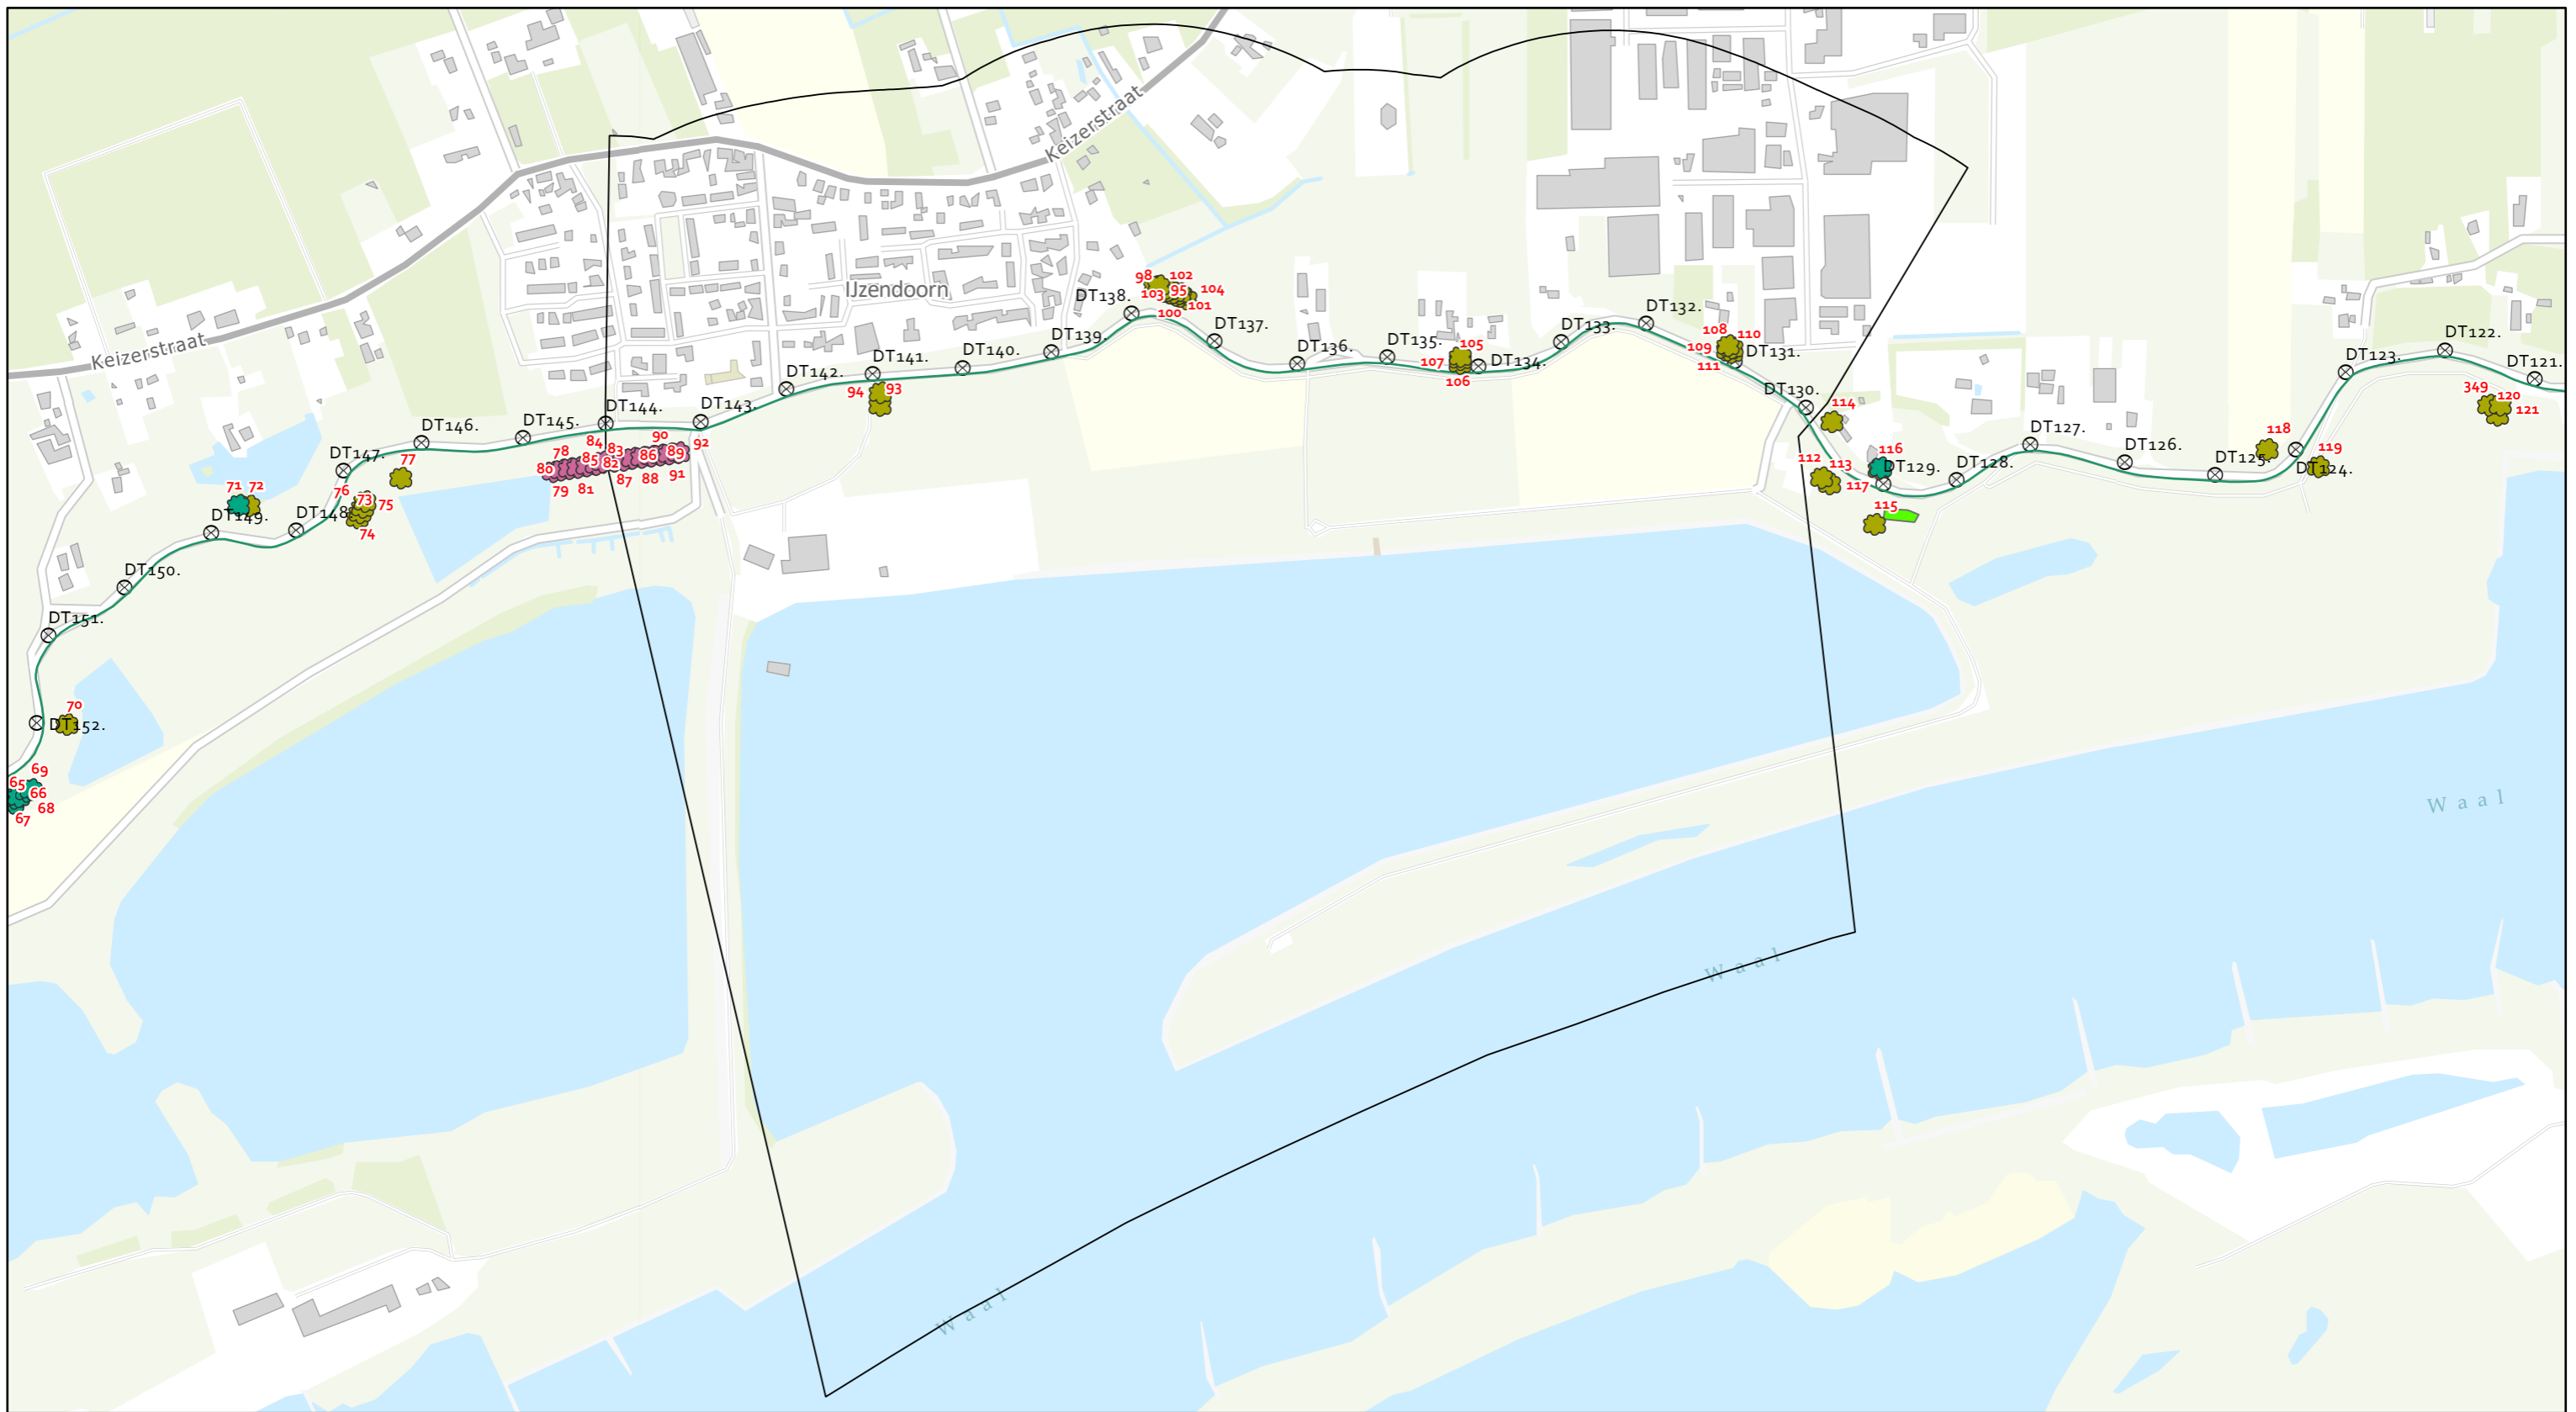 Keizerstraat
Keizerstraat
IJzendoorn
98
102
103
95
104
101
100
DT138.
DT139.
DT137.
DT140.
DT141.
DT142.
DT136.
DT135.
105
107
106
DT134.
DT133.
DT132.
108
110
109
111
DT131.
DT130.
DT122.
DT123.
DT121.
349
120
121
94
93
DT143.
DT144.
DT145.
DT146.
DT147.
84
90
92
78
83
85
82
86
89
80
79
81
87
88
91
77
76
73
75
74
71
72
DT149.
DT148.
DT150.
DT151.
70
DT152.
69
65
66
68
67
114
116
112
113
117
DT129.
DT128.
DT127.
DT126.
DT125.
118
119
DT124.
115
Waal
Waal
Waal